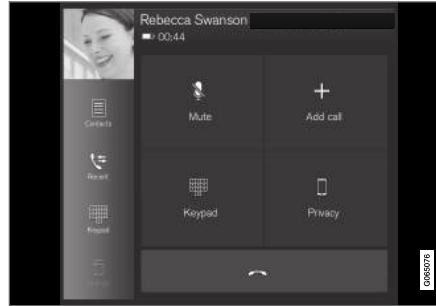 Rebecca Swanson
00:44
Contacts
Mute
Add call
Recent
Keypad
Keypad
Privacy
G065076